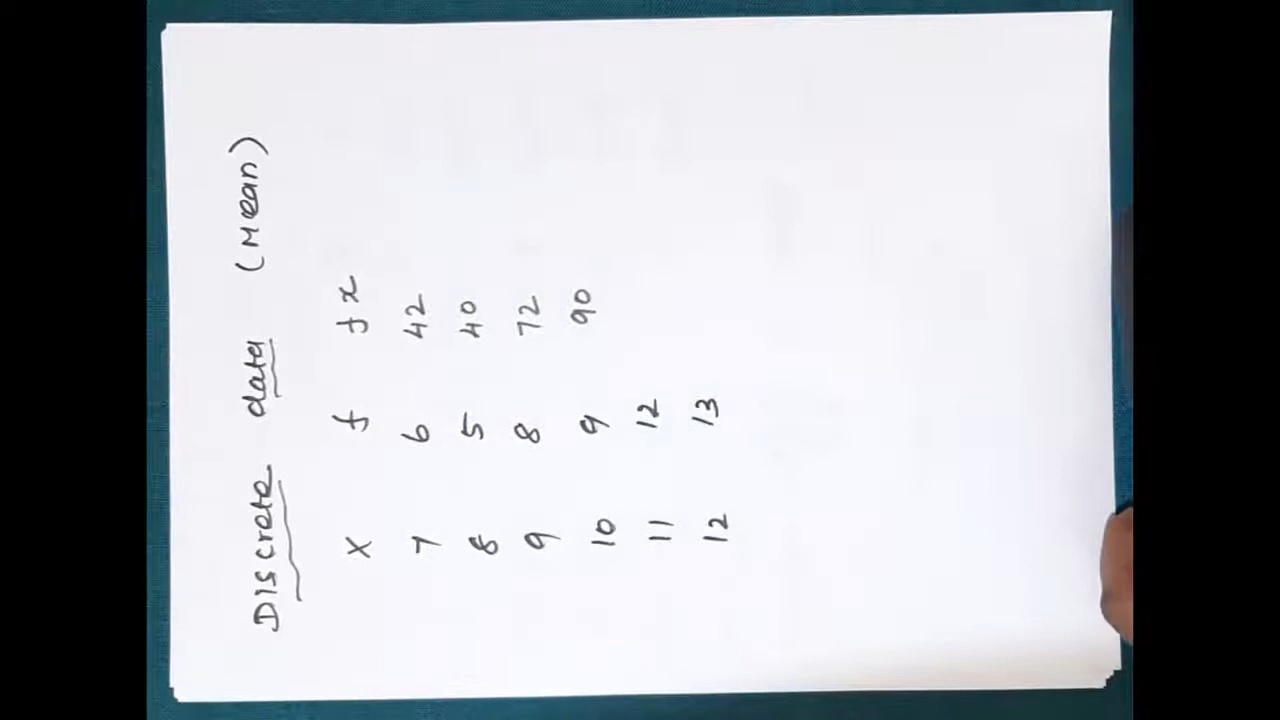 Discrete data (Mean)
x f fx
7 6 42
8 5 40
9 8 72
10 9 90
11 12
12 13